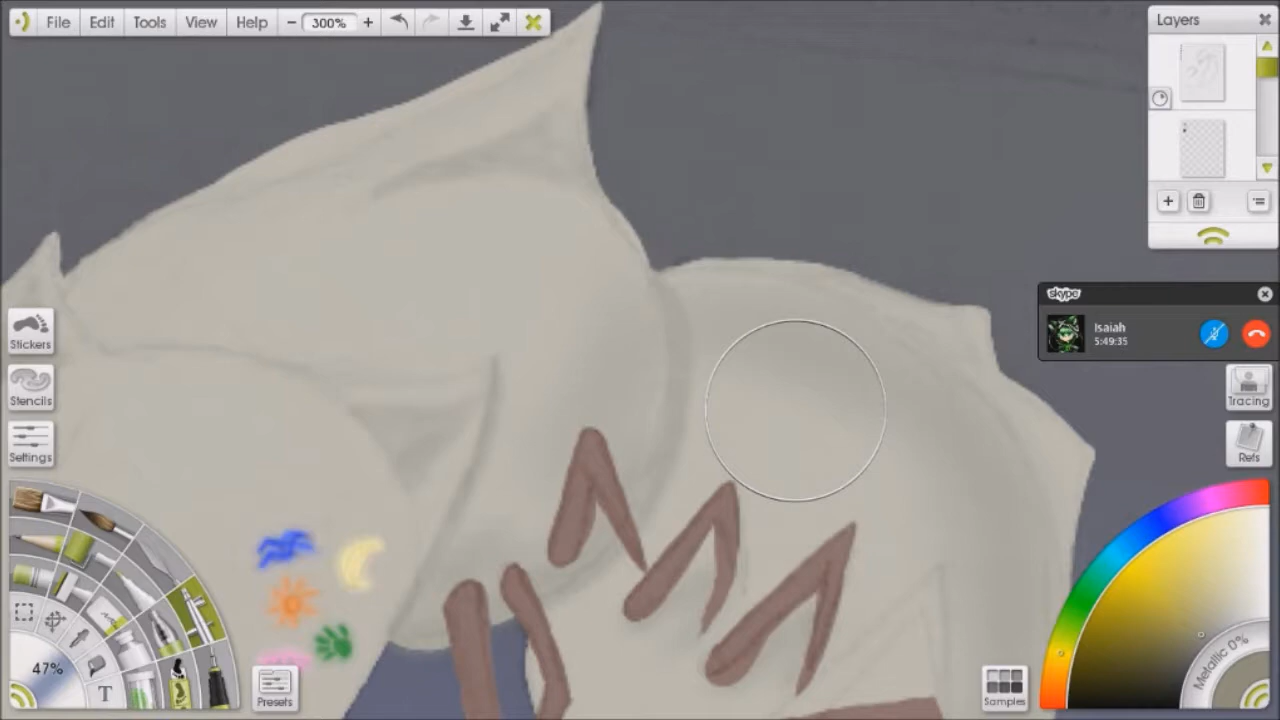 File Edit Tools View Help − 300% +
Layers
skype
Isaiah
5:49:35
Stickers
Stencils
Settings
Tracing
Refs
47%
T
Presets
Samples
Metallic 0%